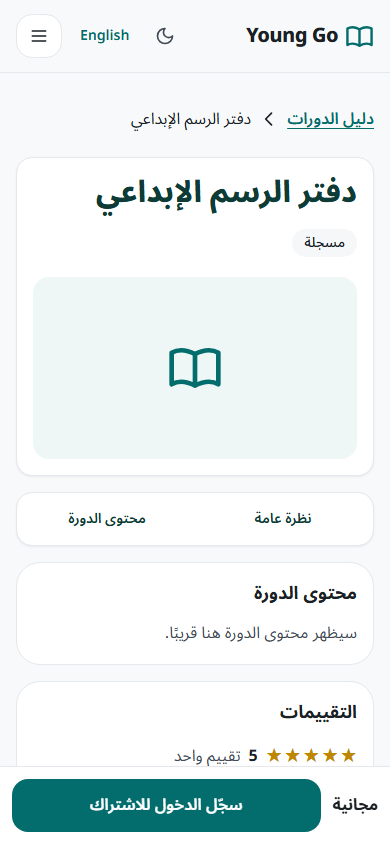 Young Go
English
دليل الدورات
دفتر الرسم الإبداعي
دفتر الرسم الإبداعي
مسجلة
نظرة عامة
محتوى الدورة
محتوى الدورة
سيظهر محتوى الدورة هنا قريبًا.
التقييمات
5 تقييم واحد
مجانية
سجّل الدخول للاشتراك